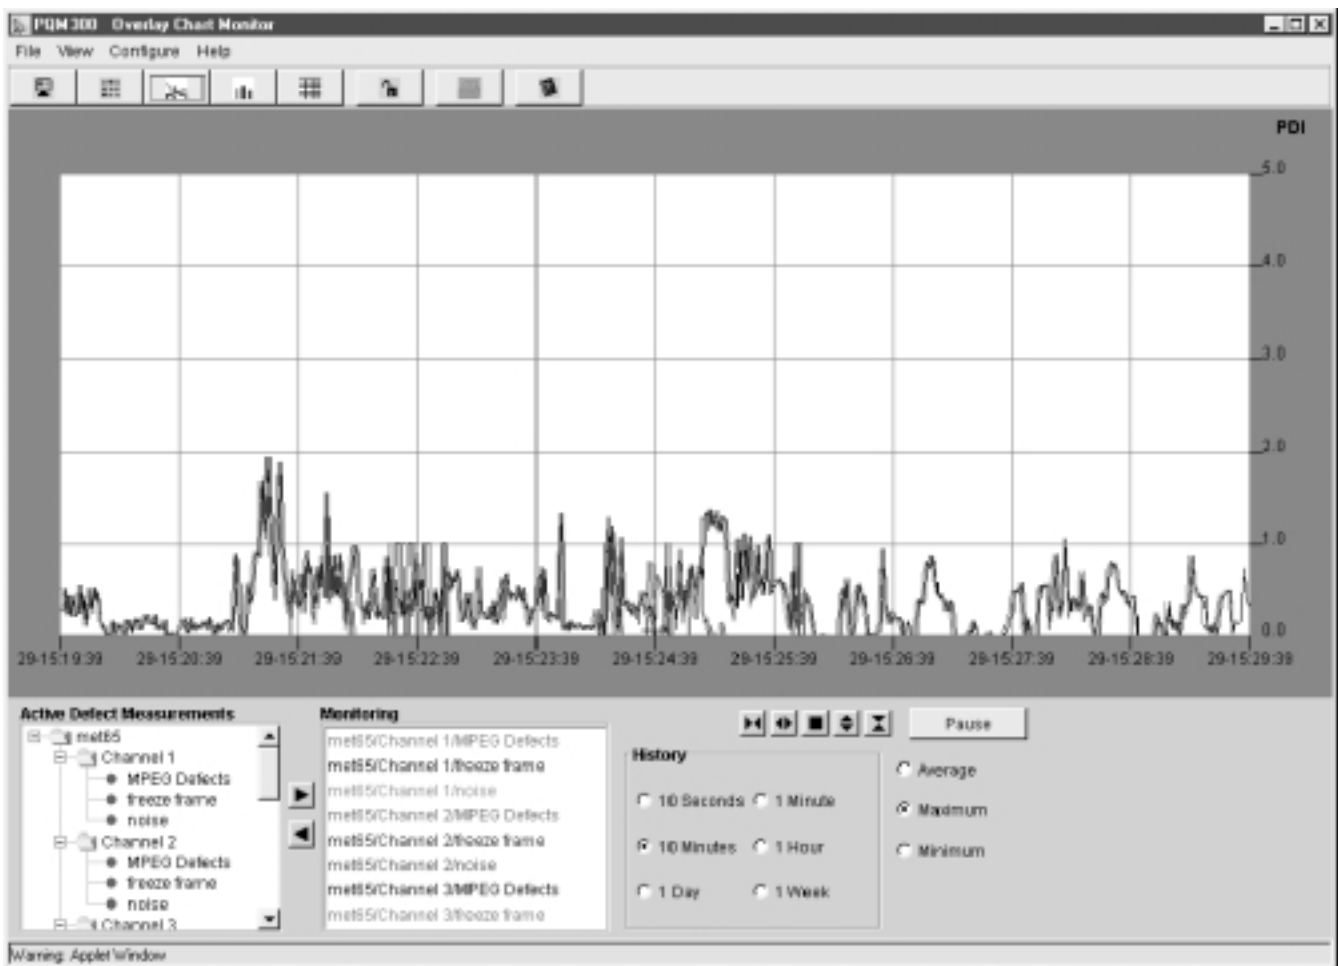 PQM 300 Overlay Chart Monitor
File View Configure Help
PDI
5.0
4.0
3.0
2.0
1.0
0.0
29-15:19:39 29-15:20:39 29-15:21:39 29-15:22:39 29-15:23:39 29-15:24:39 29-15:25:39 29-15:26:39 29-15:27:39 29-15:28:39 29-15:29:39
Active Defect Measurements
met65
Channel 1
MPEG Defects
freeze frame
noise
Channel 2
MPEG Defects
freeze frame
noise
Channel 3
Monitoring
met65/Channel 1/MPEG Defects
met65/Channel 1/freeze frame
met65/Channel 1/noise
met65/Channel 2/MPEG Defects
met65/Channel 2/freeze frame
met65/Channel 2/noise
met65/Channel 3/MPEG Defects
met65/Channel 3/freeze frame
Pause
History
10 Seconds 1 Minute
10 Minutes 1 Hour
1 Day 1 Week
Average
Maximum
Minimum
Warning: Applet Window